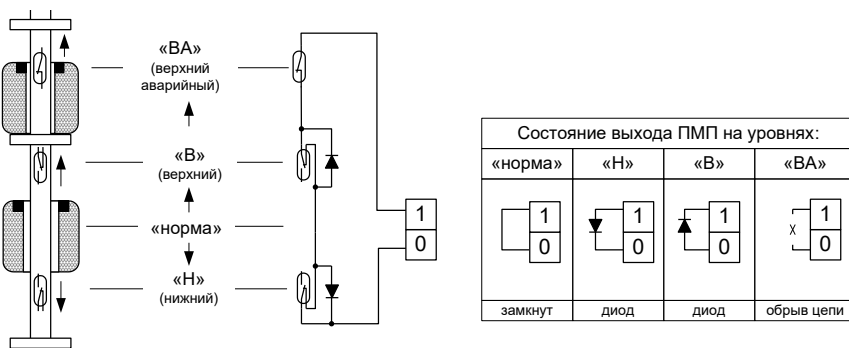 «ВА»
(верхний
аварийный)
«В»
(верхний)
«норма»
«Н»
(нижний)
1
0
Состояние выхода ПМП на уровнях:
«норма» «Н» «В» «ВА»
1 1 1 1
0 0 0 0
замкнут диод диод обрыв цепи